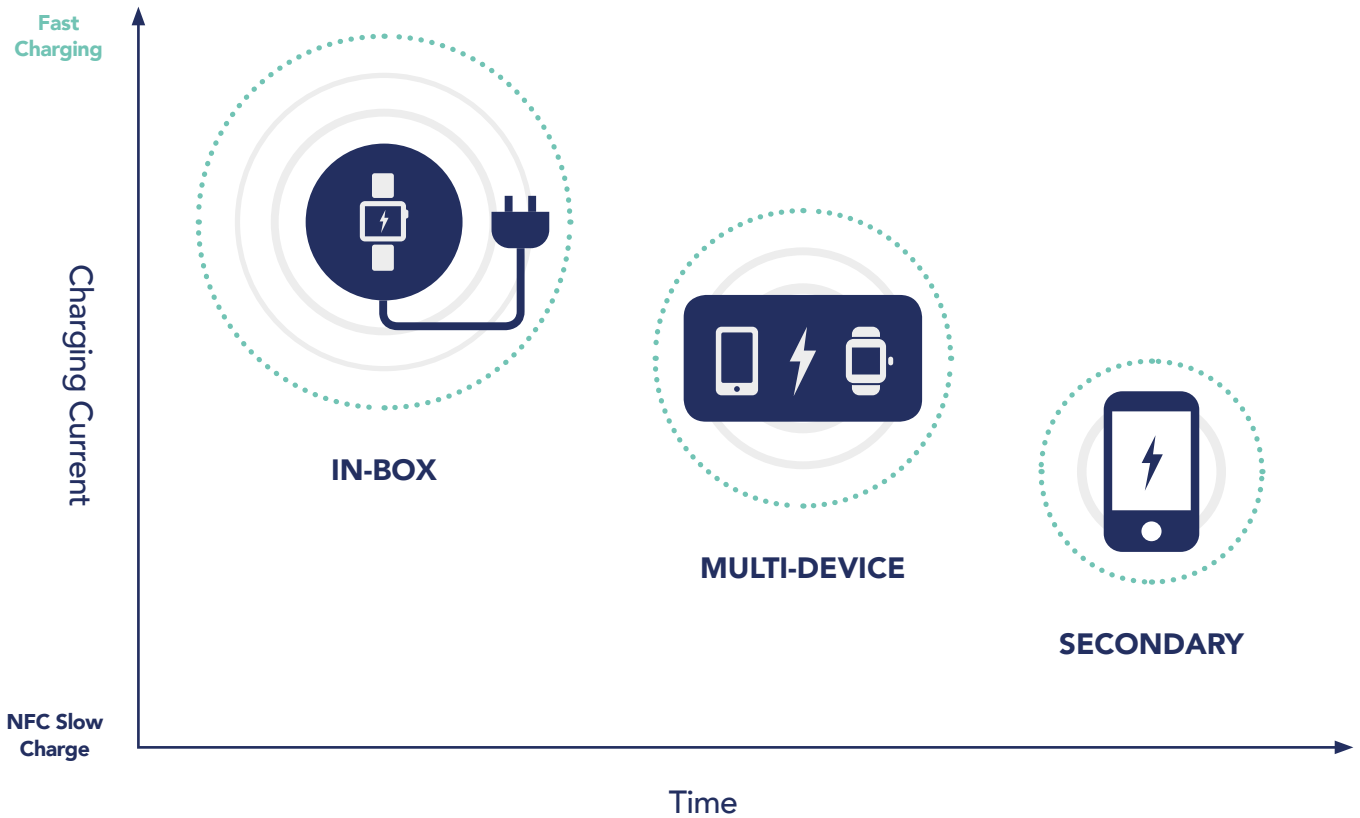 Fast
Charging
Charging Current
IN-BOX
MULTI-DEVICE
SECONDARY
NFC Slow
Charge
Time